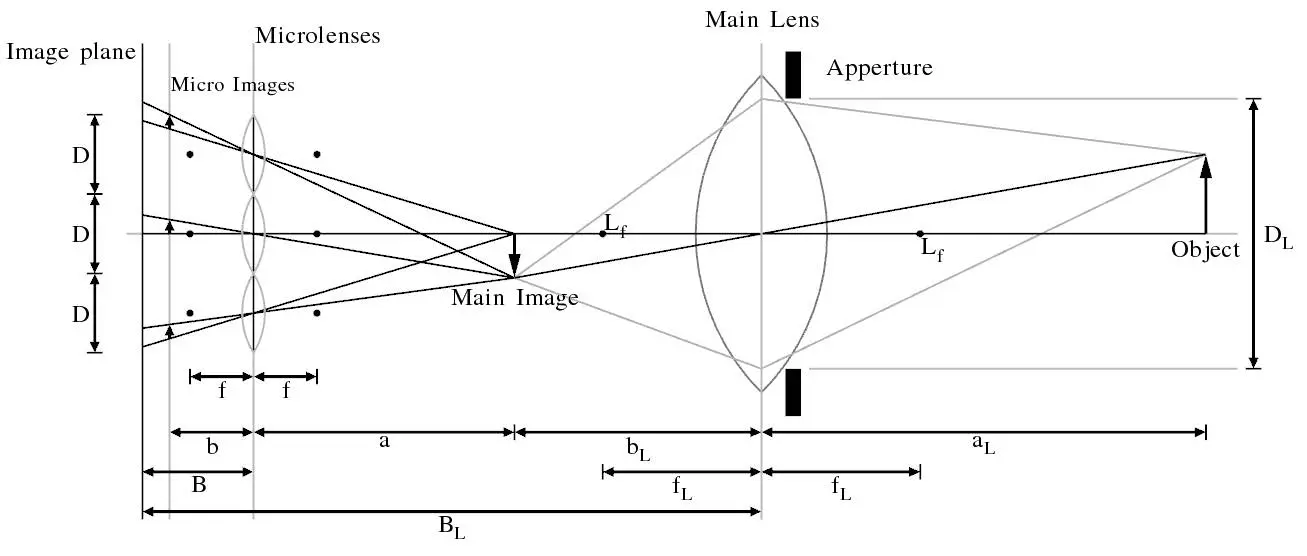 Main Lens
Microlenses
Image plane
Apperture
Micro Images
D
D
D
L_f
L_f
Object
D_L
Main Image
f
f
b
a
b_L
a_L
B
f_L
f_L
B_L